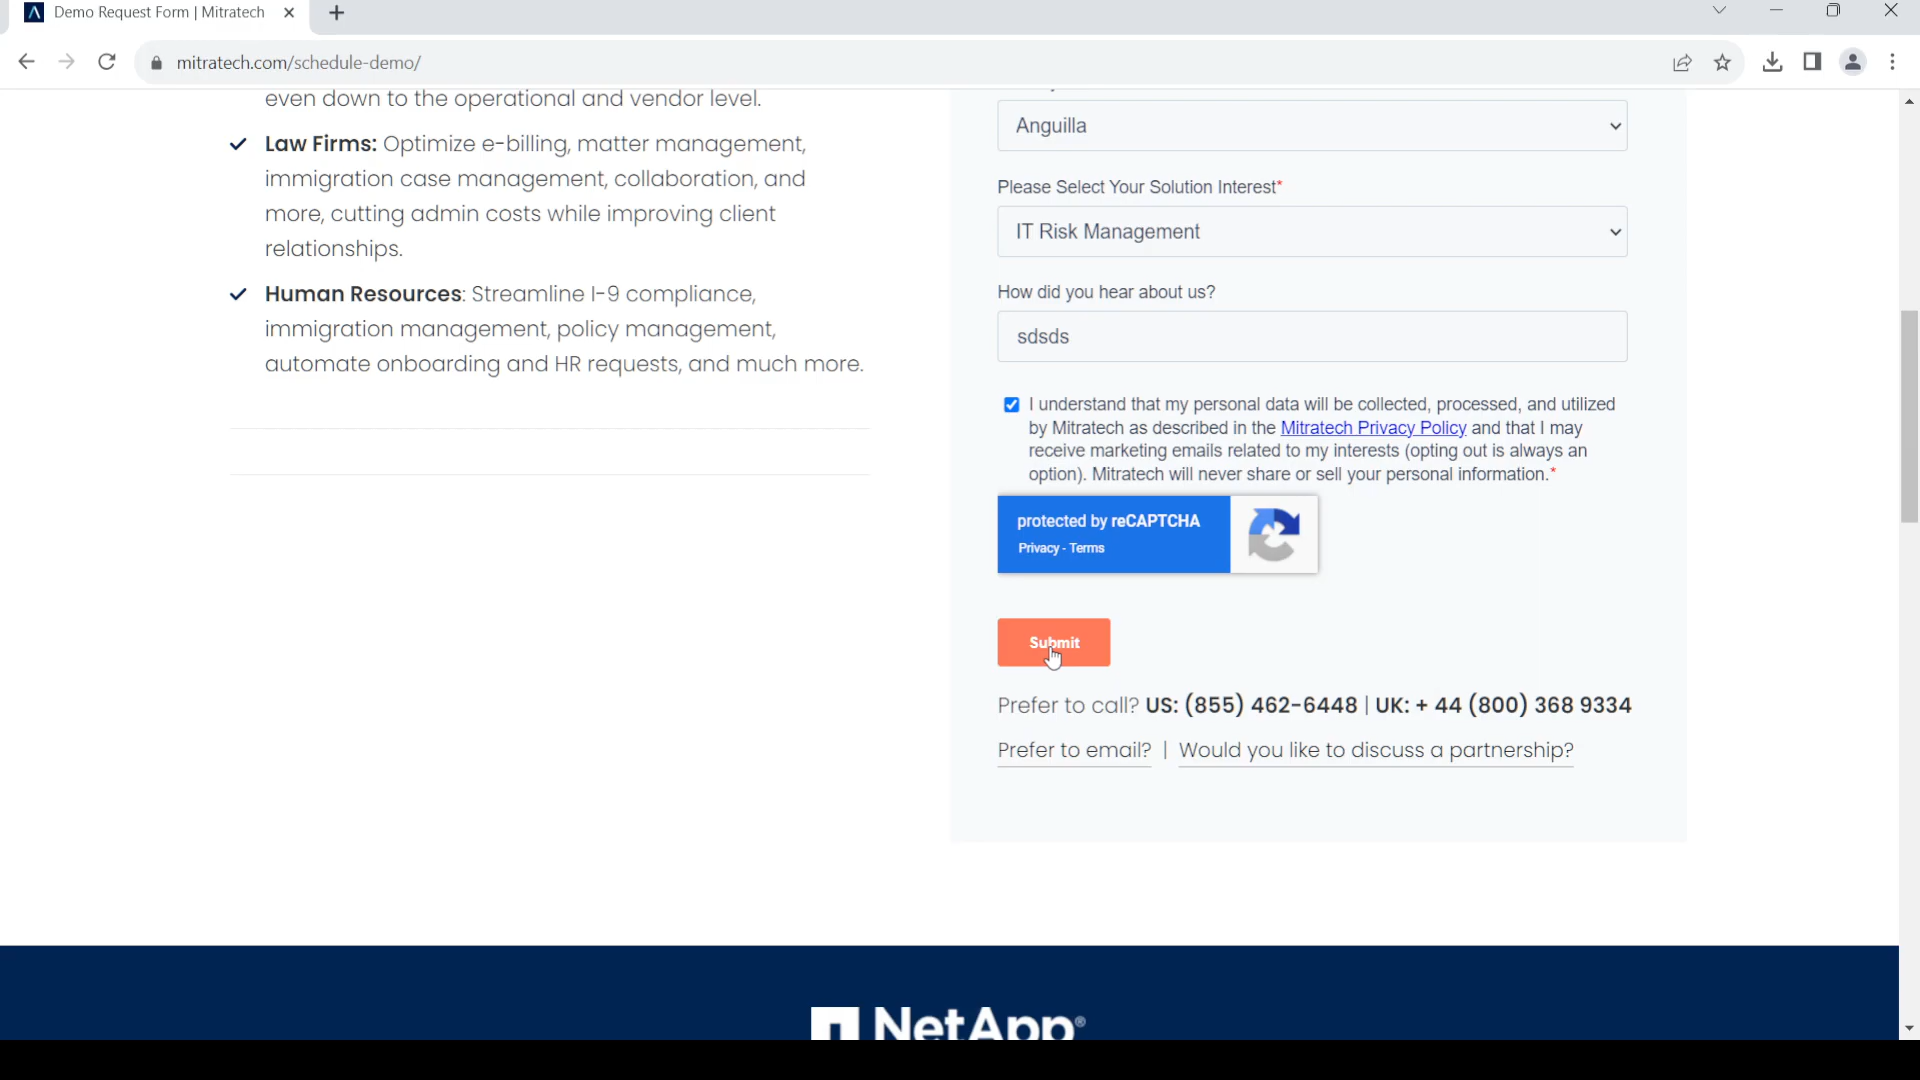 Demo Request Form | Mitratech
mitratech.com/schedule-demo/
even down to the operational and vendor level.
Law Firms: Optimize e-billing, matter management,
immigration case management, collaboration, and
more, cutting admin costs while improving client
relationships.
Human Resources: Streamline I-9 compliance,
immigration management, policy management,
automate onboarding and HR requests, and much more.
Anguilla
Please Select Your Solution Interest*
IT Risk Management
How did you hear about us?
sdsds
I understand that my personal data will be collected, processed, and utilized
by Mitratech as described in the Mitratech Privacy Policy and that I may
receive marketing emails related to my interests (opting out is always an
option). Mitratech will never share or sell your personal information.*
protected by reCAPTCHA
Privacy - Terms
Submit
Prefer to call? US: (855) 462-6448 | UK: + 44 (800) 368 9334
Prefer to email? | Would you like to discuss a partnership?
NetApp®